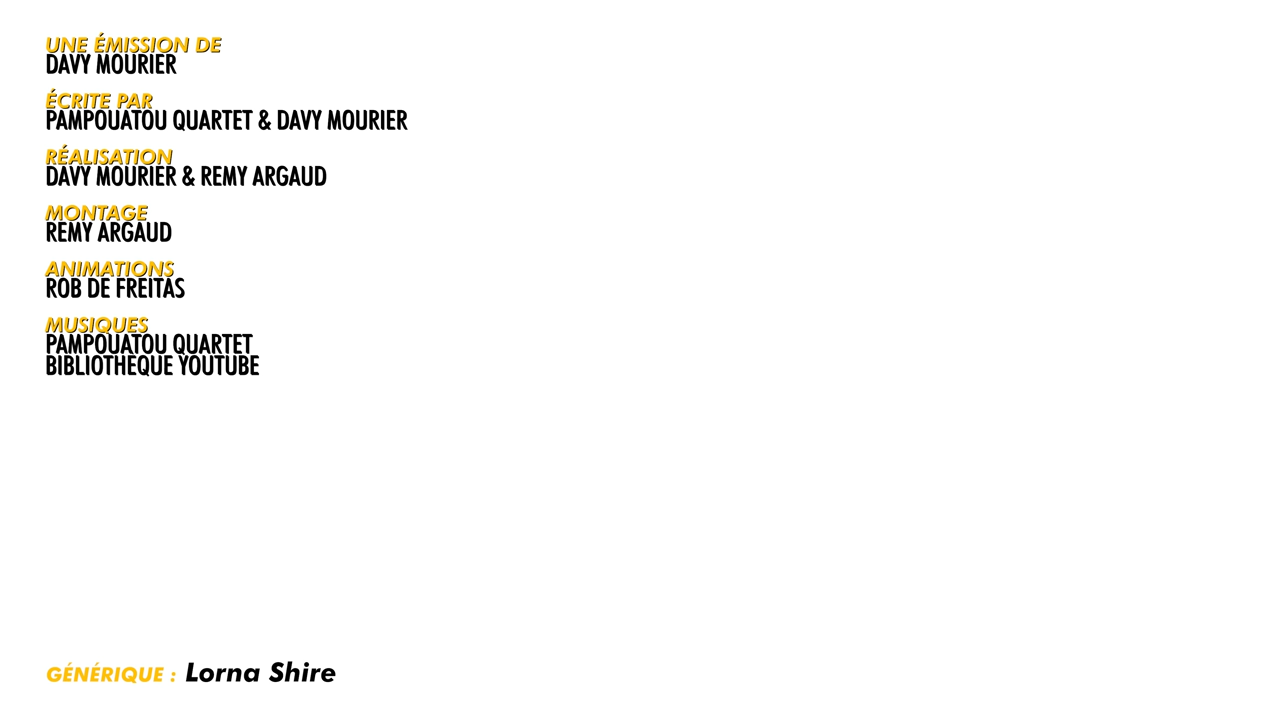 UNE ÉMISSION DE
DAVY MOURIER
ÉCRITE PAR
PAMPOUATOU QUARTET & DAVY MOURIER
RÉALISATION
DAVY MOURIER & REMY ARGAUD
MONTAGE
REMY ARGAUD
ANIMATIONS
ROB DE FREITAS
MUSIQUES
PAMPOUATOU QUARTET
BIBLIOTHÈQUE YOUTUBE
GÉNÉRIQUE : Lorna Shire